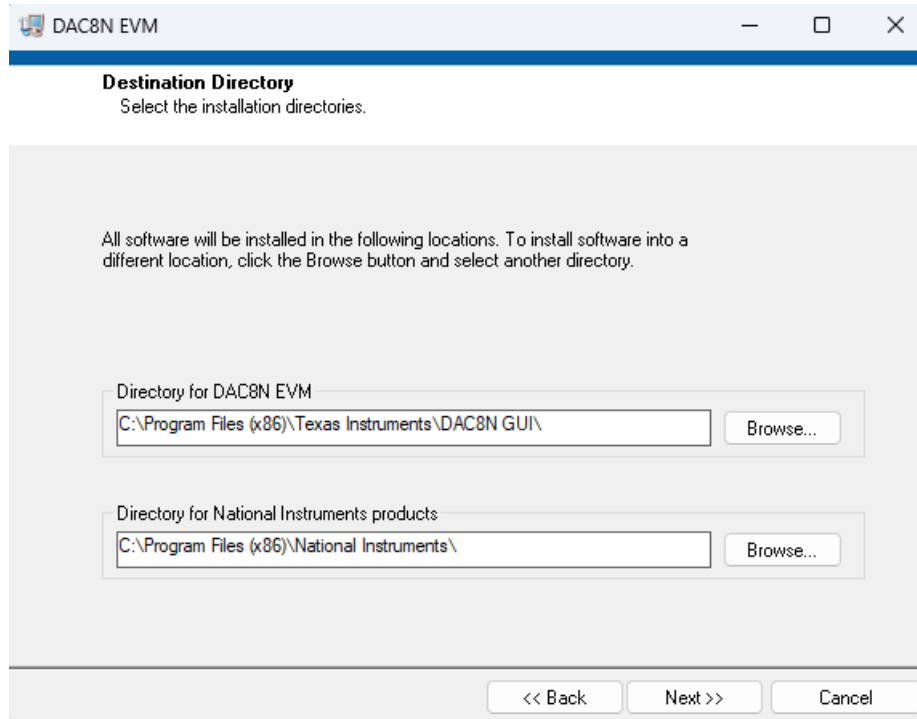 DAC8N EVM
Destination Directory
Select the installation directories.
All software will be installed in the following locations. To install software into a
different location, click the Browse button and select another directory.
Directory for DAC8N EVM
C:\Program Files (x86)\Texas Instruments\DAC8N GUI\
Browse...
Directory for National Instruments products
C:\Program Files (x86)\National Instruments\
Browse...
<< Back
Next >>
Cancel